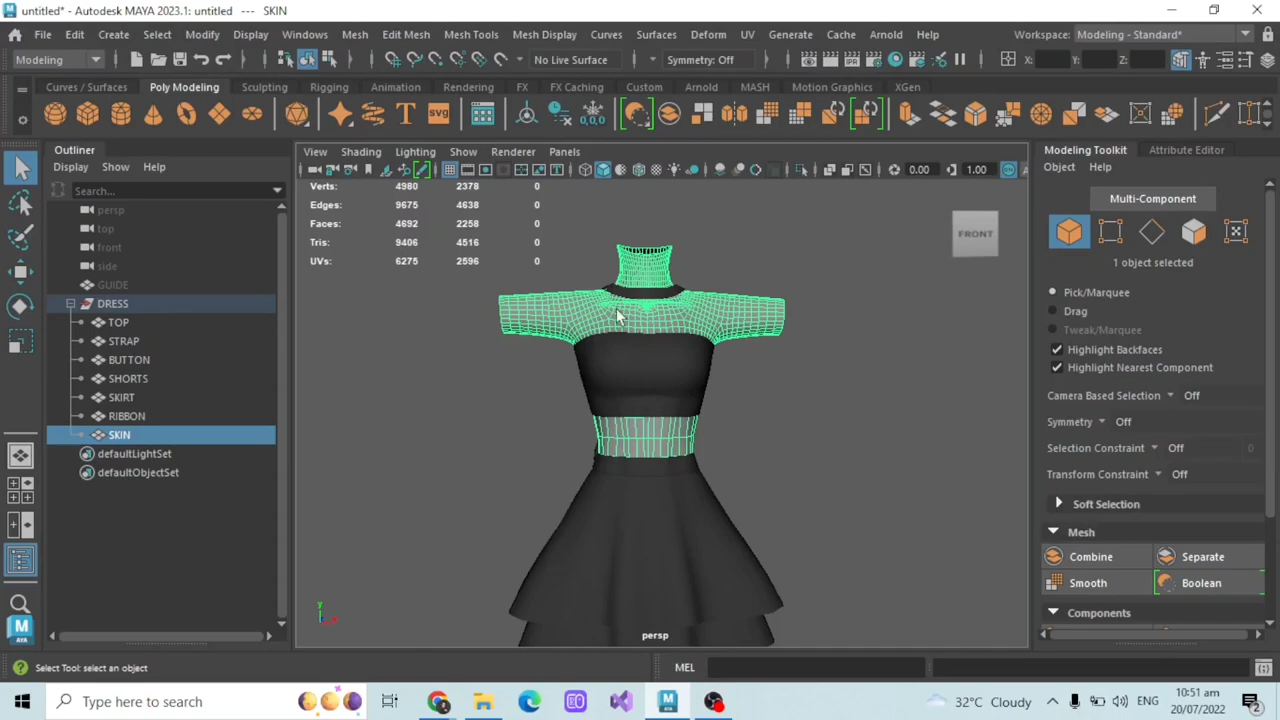 untitled* - Autodesk MAYA 2023.1: untitled --- SKIN
File Edit Create Select Modify Display Windows Mesh Edit Mesh Mesh Tools Mesh Display Curves Surfaces Deform UV Generate Cache Arnold Help Workspace: Modeling - Standard*
Modeling No Live Surface Symmetry: Off X: Y: Z:
Curves / Surfaces Poly Modeling Sculpting Rigging Animation Rendering FX FX Caching Custom Arnold MASH Motion Graphics XGen
SVG 0,0,0
Outliner
Display Show Help
Search...
persp
top
front
side
GUIDE
DRESS
TOP
STRAP
BUTTON
SHORTS
SKIRT
RIBBON
SKIN
defaultLightSet
defaultObjectSet
View Shading Lighting Show Renderer Panels
0.00 1.00
Verts: 4980 2378 0
Edges: 9675 4638 0
Faces: 4692 2258 0
Tris: 9406 4516 0
UVs: 6275 2596 0
FRONT
y
persp
Modeling Toolkit Attribute Editor
Object Help
Multi-Component
1 object selected
Pick/Marquee
Drag
Tweak/Marquee
Highlight Backfaces
Highlight Nearest Component
Camera Based Selection Off
Symmetry Off
Selection Constraint Off 0
Transform Constraint Off
Soft Selection
Mesh
Combine Separate
Smooth Boolean
Components
M
AYA
Select Tool: select an object MEL
Type here to search 32°C Cloudy ENG 10:51 am
20/07/2022 2